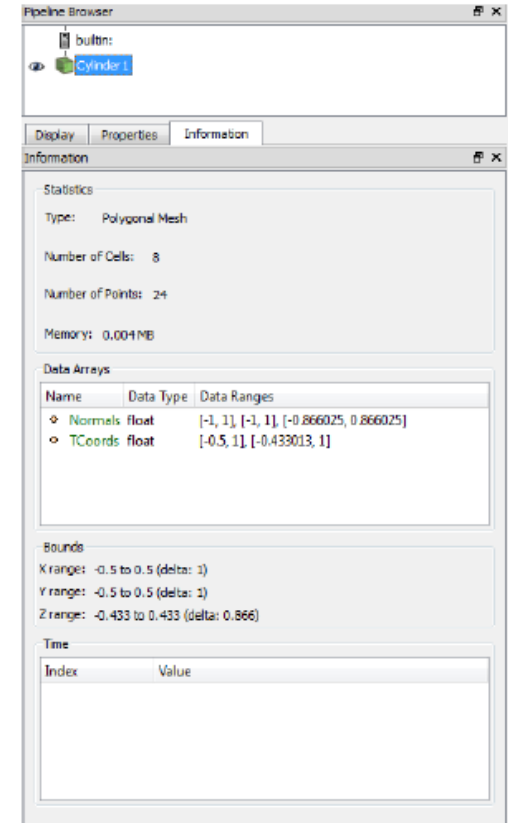 Pipeline Browser
builtin:
Cylinder1
Display Properties Information
Information
Statistics
Type: Polygonal Mesh
Number of Cells: 8
Number of Points: 24
Memory: 0.004 MB
Data Arrays
Name Data Type Data Ranges
Normals float [-1, 1], [-1, 1], [-0.866025, 0.866025]
TCoords float [-0.5, 1], [-0.433013, 1]
Bounds
X range: -0.5 to 0.5 (delta: 1)
Y range: -0.5 to 0.5 (delta: 1)
Z range: -0.433 to 0.433 (delta: 0.866)
Time
Index Value